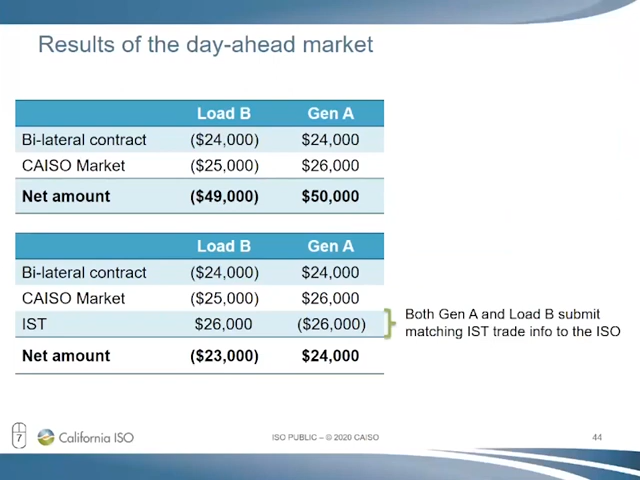 Results of the day-ahead market
Load B Gen A
Bi-lateral contract ($24,000) $24,000
CAISO Market ($25,000) $26,000
Net amount ($49,000) $50,000
Load B Gen A
Bi-lateral contract ($24,000) $24,000
CAISO Market ($25,000) $26,000
IST $26,000 ($26,000)
Net amount ($23,000) $24,000
Both Gen A and Load B submit
matching IST trade info to the ISO
7 California ISO ISO PUBLIC – © 2020 CAISO 44